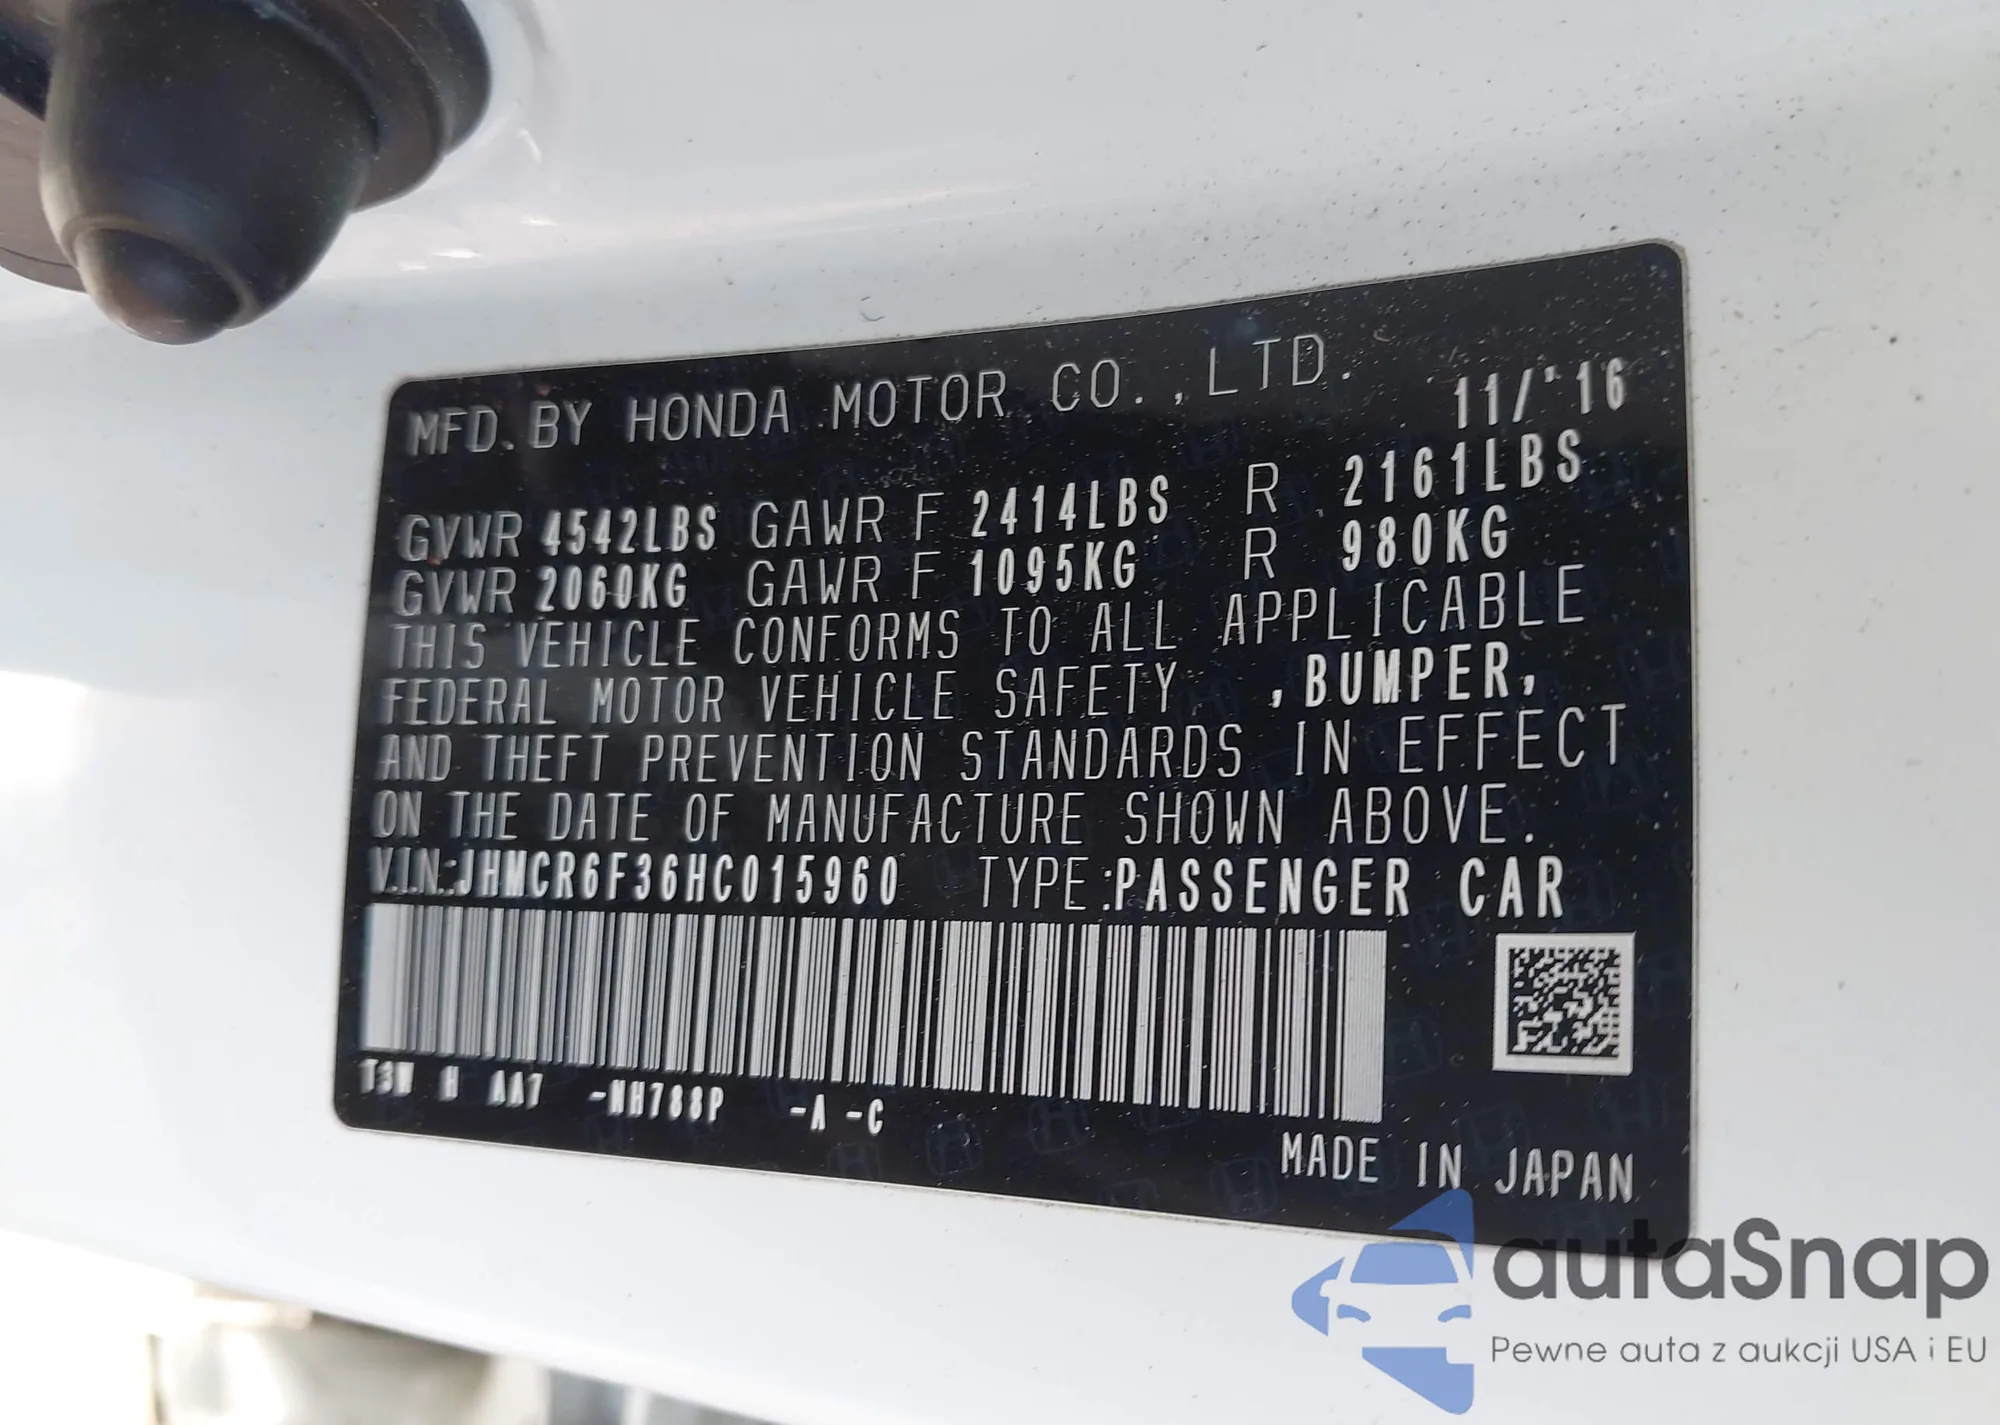 MFD. BY HONDA MOTOR CO., LTD. 11/'16
GVWR 4542LBS GAWR F 2414LBS R 2161LBS
GVWR 2060KG GAWR F 1095KG R 980KG
THIS VEHICLE CONFORMS TO ALL APPLICABLE
FEDERAL MOTOR VEHICLE SAFETY ,BUMPER,
AND THEFT PREVENTION STANDARDS IN EFFECT
ON THE DATE OF MANUFACTURE SHOWN ABOVE.
V.I.N.:JHMCR6F36HC015960 TYPE:PASSENGER CAR
T3W H AA7 -NH788P -A -C
MADE IN JAPAN
autaSnap
Pewne auta z aukcji USA i EU